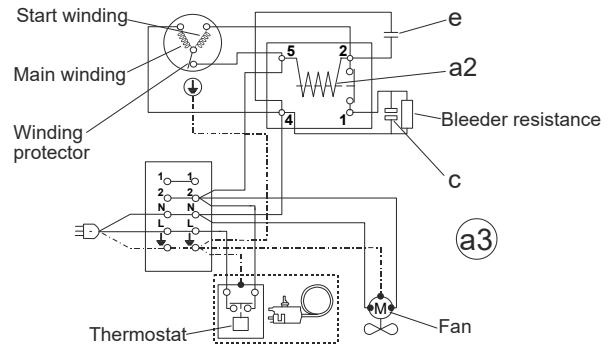 Start winding
e
5
2
a2
Main winding
Bleeder resistance
4
1
Winding
protector
c
1
1
2
2
N
N
L
L
a3
M
Fan
Thermostat